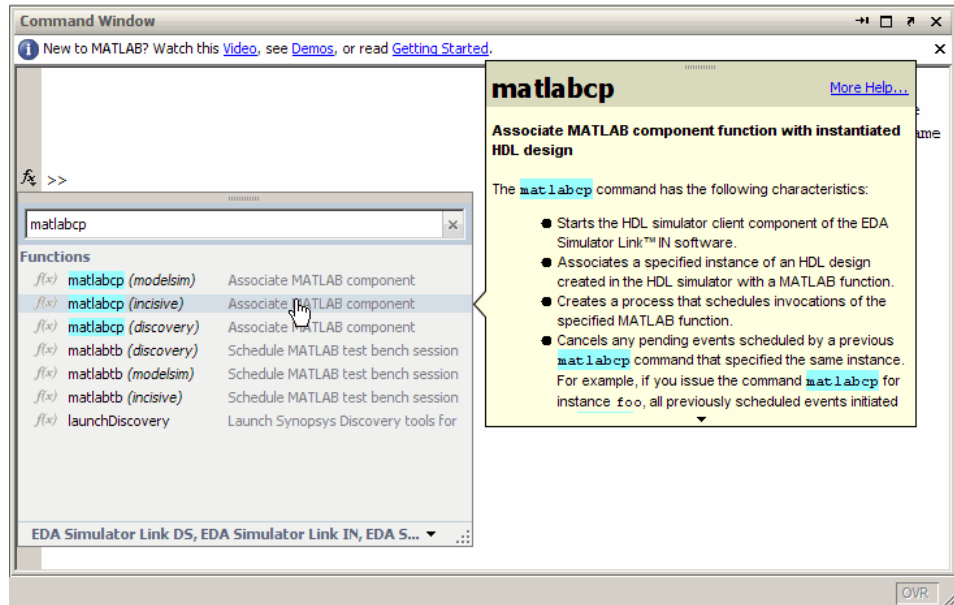 Command Window
New to MATLAB? Watch this Video, see Demos, or read Getting Started.
matlabcp More Help...
Associate MATLAB component function with instantiated
HDL design
The matlabcp command has the following characteristics:
Starts the HDL simulator client component of the EDA
Simulator Link™ IN software.
Associates a specified instance of an HDL design
created in the HDL simulator with a MATLAB function.
Creates a process that schedules invocations of the
specified MATLAB function.
Cancels any pending events scheduled by a previous
matlabcp command that specified the same instance.
For example, if you issue the command matlabcp for
instance foo, all previously scheduled events initiated
fx >>
matlabcp
Functions
f(x) matlabcp (modelsim) Associate MATLAB component
f(x) matlabcp (incisive) Associate MATLAB component
f(x) matlabcp (discovery) Associate MATLAB component
f(x) matlabtb (discovery) Schedule MATLAB test bench session
f(x) matlabtb (modelsim) Schedule MATLAB test bench session
f(x) matlabtb (incisive) Schedule MATLAB test bench session
f(x) launchDiscovery Launch Synopsys Discovery tools for
EDA Simulator Link DS, EDA Simulator Link IN, EDA S...
OVR